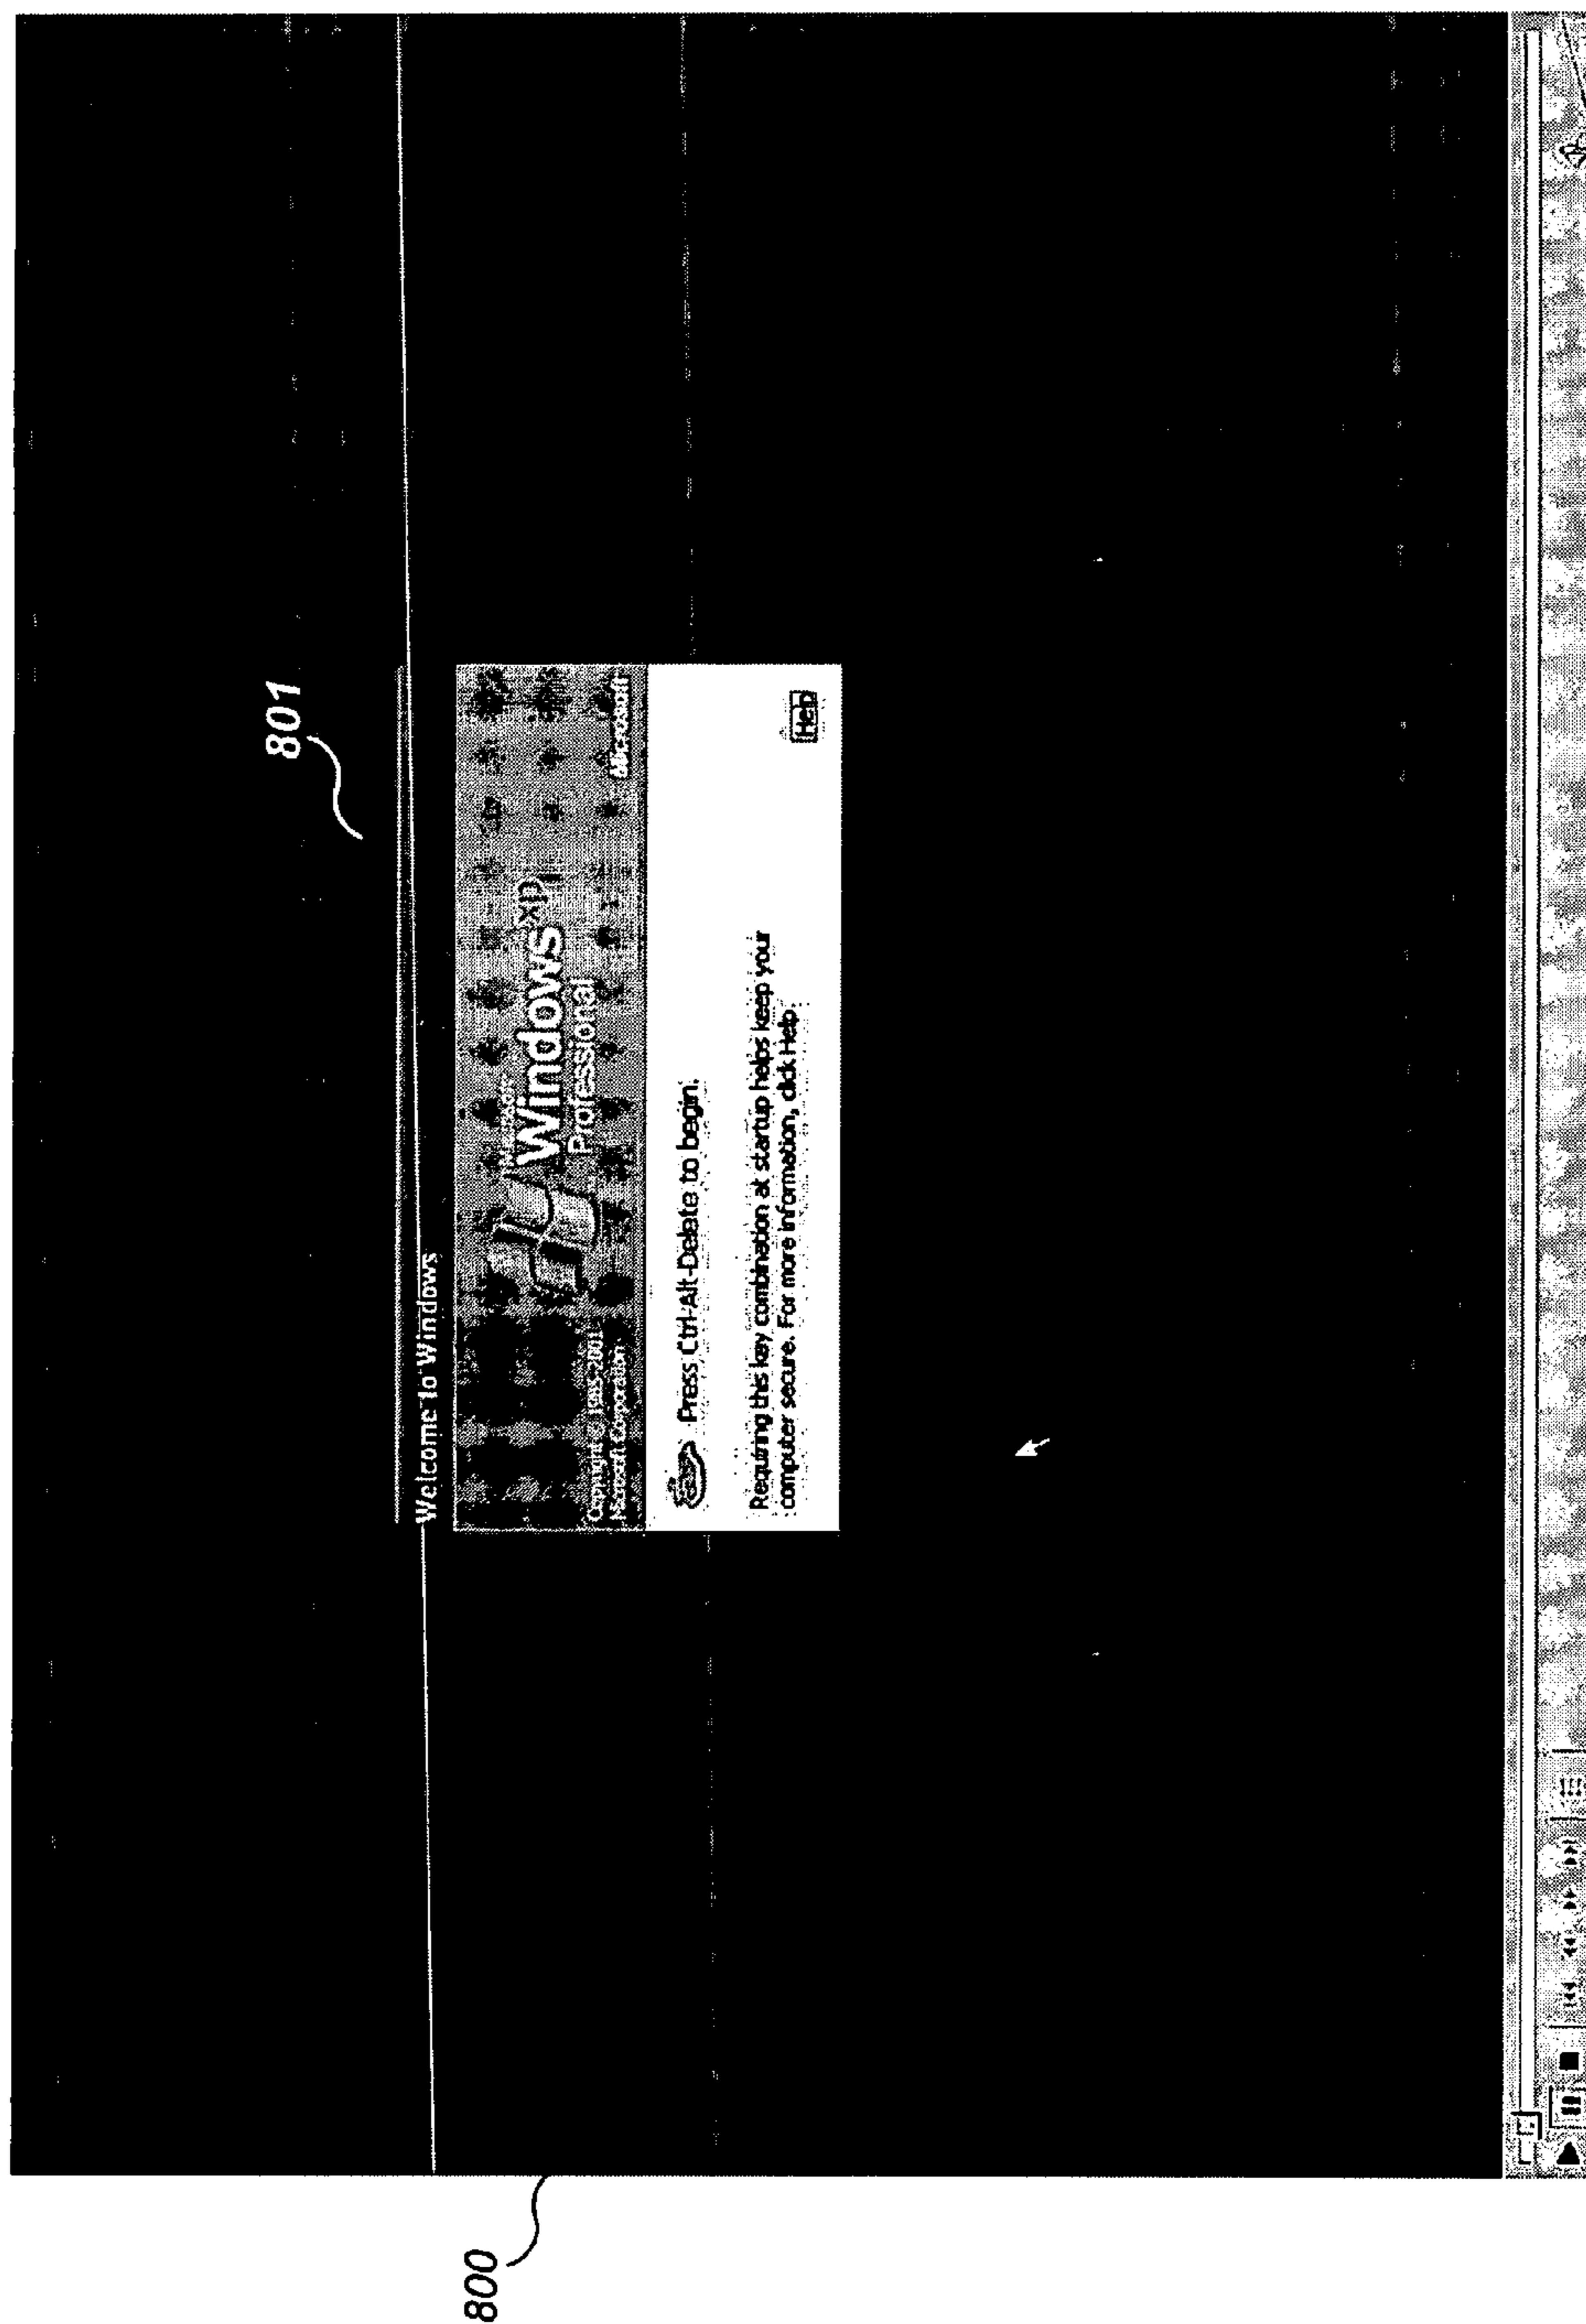 801
Welcome to Windows
Microsoft
Windows xp
Professional
Copyright © 1985-2001
Microsoft Corporation
Microsoft
Press Ctrl-Alt-Delete to begin.
Requiring this key combination at startup helps keep your
computer secure. For more information, click Help.
Help
800